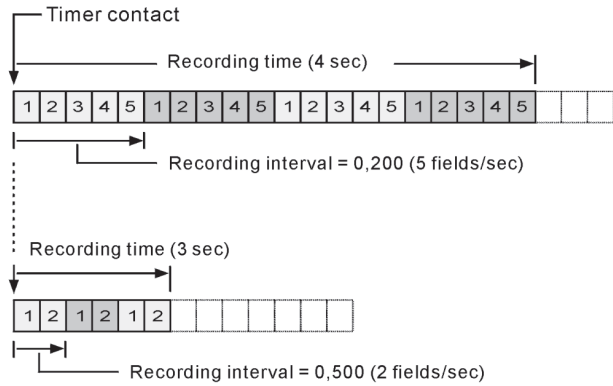 Timer contact
Recording time (4 sec)
1 2 3 4 5 1 2 3 4 5 1 2 3 4 5 1 2 3 4 5
Recording interval = 0,200 (5 fields/sec)
Recording time (3 sec)
1 2 1 2 1 2
Recording interval = 0,500 (2 fields/sec)